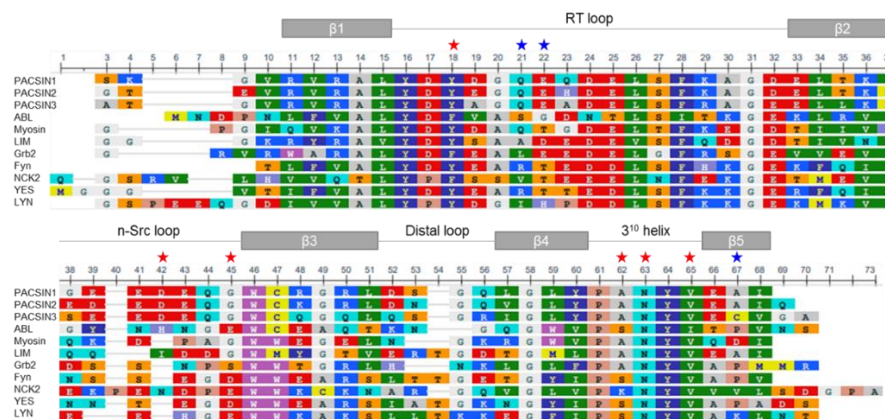 β1 RT loop β2
1 3 4 5 6 7 8 9 10 11 12 13 14 15 16 17 18 19 20 21 22 23 24 25 26 27 28 29 30 31 32 33 34 35 36
PACSIN1 S K G V R V R A L Y D Y D G Q E Q D E L S F K A G D E L T K
PACSIN2 G T E V R V R A L Y D Y E G Q E H D E L S F K A G D E L T K
PACSIN3 A T G V R V R A L Y D Y A G Q E A D E L S F R A G E E L L K
ABL M N D P N L F V A L Y D F V A S G D N T L S I T K G E K L R V
Myosin G P G I Q V K A L Y D Y D A Q T G D E L T F K E G D T I I V
LIM G G G K R Y R A V Y D Y S A A D E D E V S F Q D G D T I V N
Grb2 R V R W A R A L Y D F E A L E E D E L G F R S G E V V E V
Fyn T L F V A L Y D Y E A R T E D D L S F H K G E K F Q I
NCK2 Q G S R V L H V V Q T L Y P F S S V T E E E L N F E K G E T M E V
YES M G G G V T I F V A L Y D Y E A R T T E D L S F K K G E R F Q I
LYN G S P E E Q G D I V V A L Y D Y D G I H P D D L S F K K G E K M K V
n-Src loop β3 Distal loop β4 3¹⁰ helix β5
38 39 40 41 42 43 44 45 46 47 48 49 50 51 52 53 54 55 56 57 58 59 60 61 62 63 64 65 66 67 68 69 70 71 73
PACSIN1 G E E D E Q G W C R G R L D S G Q L G L Y P A N Y V E A I
PACSIN2 E D E D E Q G W C K G R L D N G Q V G L Y P A N Y V E A I Q
PACSIN3 S E E D E Q G W C Q G Q L Q S G R I G L Y P A N Y V E C V G A
ABL G Y N H N G E W C E A Q T K N G Q G W V P S N Y I T P V N S
Myosin Q K D P A G W W E G E L N G K R G W V P A N Y V Q D I
LIM Q Q I D D G W M Y G T V E R T G D T G M L P A N Y V E A I
Grb2 D S S N P S W W T G R L H N K L G L F P A N Y V A P M M R
Fyn N S S E G D W W E A R S L T T G E T G Y I P S N Y V A P V
NCK2 E K P E N D P E W W K C K N A R G Q V G L V P K N Y V V V L S D G P A
YES N N T E G D W W E A R S I A T G K N G Y I P A N Y V A P A D S
LYN